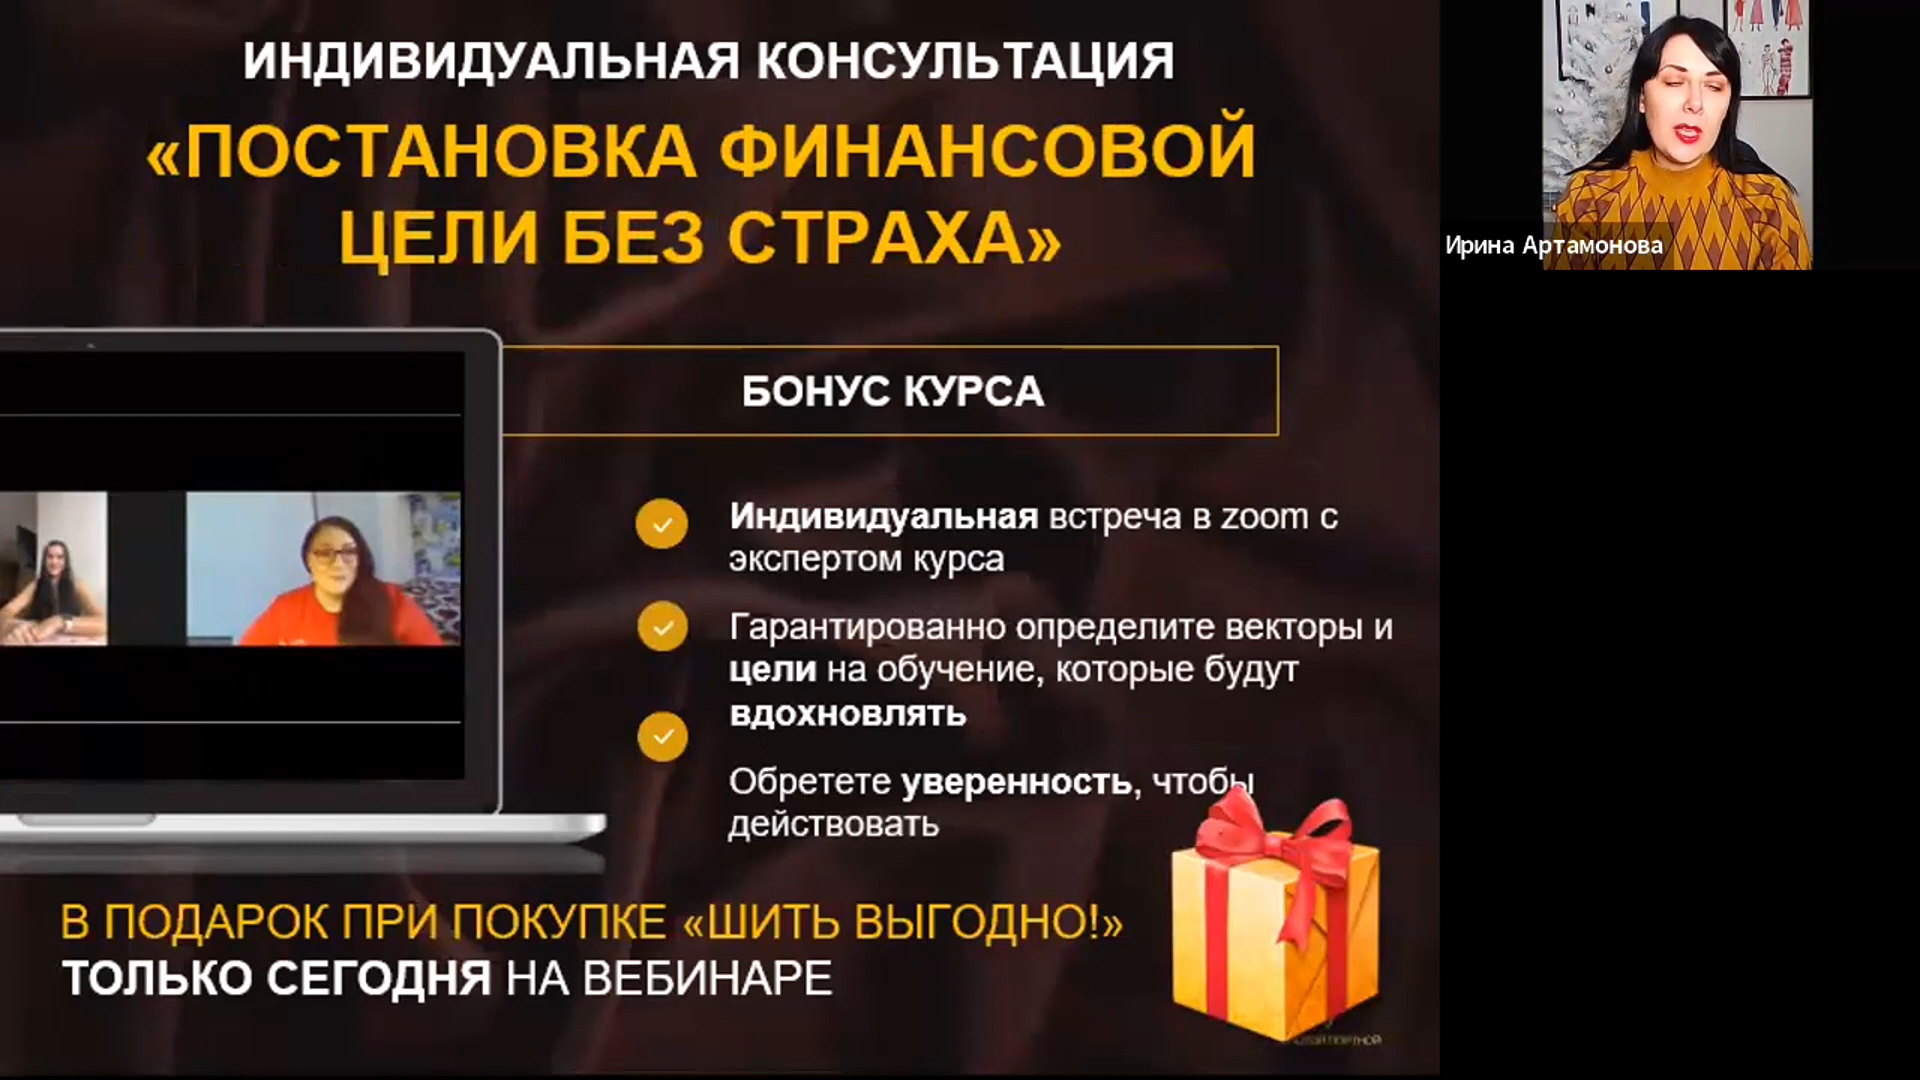 ИНДИВИДУАЛЬНАЯ КОНСУЛЬТАЦИЯ
«ПОСТАНОВКА ФИНАНСОВОЙ
ЦЕЛИ БЕЗ СТРАХА»
Ирина Артамонова
БОНУС КУРСА
Индивидуальная встреча в zoom с
экспертом курса
Гарантированно определите векторы и
цели на обучение, которые будут
вдохновлять
Обретете уверенность, чтобы
действовать
В ПОДАРОК ПРИ ПОКУПКЕ «ШИТЬ ВЫГОДНО!»
ТОЛЬКО СЕГОДНЯ НА ВЕБИНАРЕ